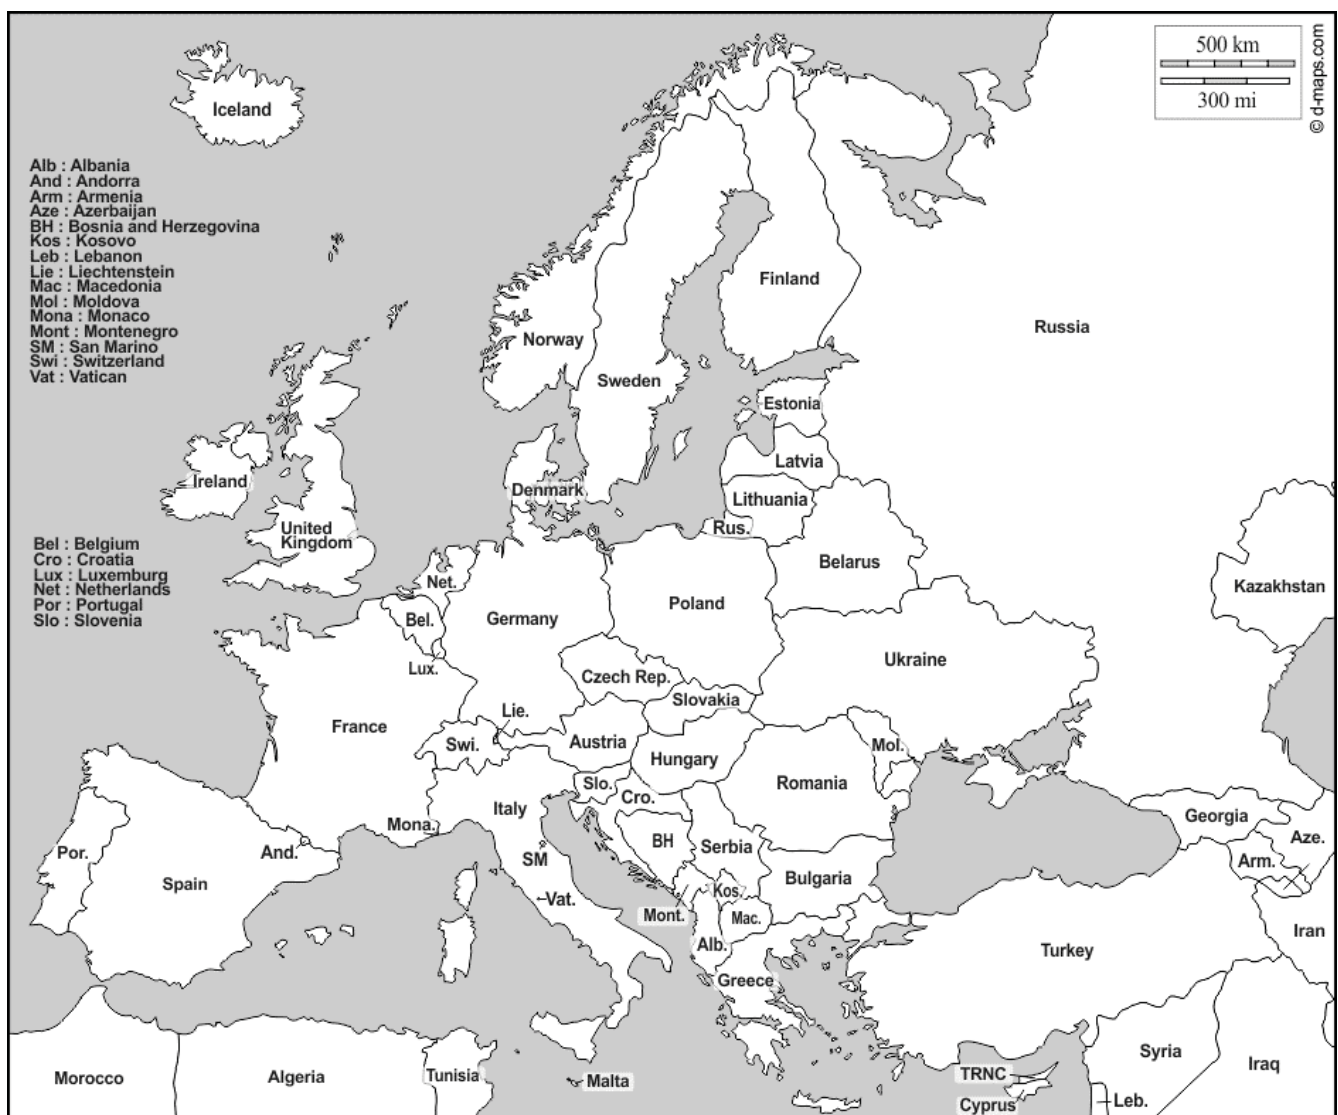 500 km
300 mi
© d-maps.com
Iceland
Alb : Albania
And : Andorra
Arm : Armenia
Aze : Azerbaijan
BH : Bosnia and Herzegovina
Kos : Kosovo
Leb : Lebanon
Lie : Liechtenstein
Mac : Macedonia
Mol : Moldova
Mona : Monaco
Mont : Montenegro
SM : San Marino
Swi : Switzerland
Vat : Vatican
Finland
Russia
Norway
Sweden
Estonia
Latvia
Ireland
Denmark
Lithuania
United
Kingdom
Rus.
Bel : Belgium
Cro : Croatia
Lux : Luxemburg
Net : Netherlands
Por : Portugal
Slo : Slovenia
Belarus
Net.
Kazakhstan
Poland
Bel.
Germany
Ukraine
Lux.
Czech Rep.
Slovakia
Lie.
France
Swi.
Austria
Mol.
Hungary
Slo.
Romania
Cro.
Italy
Georgia
Mona.
Aze.
BH
Serbia
Por.
And.
SM
Arm.
Spain
Bulgaria
Kos.
Vat.
Mont.
Mac.
Iran
Alb.
Turkey
Greece
Syria
Iraq
Morocco
Algeria
Tunisia
Malta
TRNC
Cyprus
Leb.